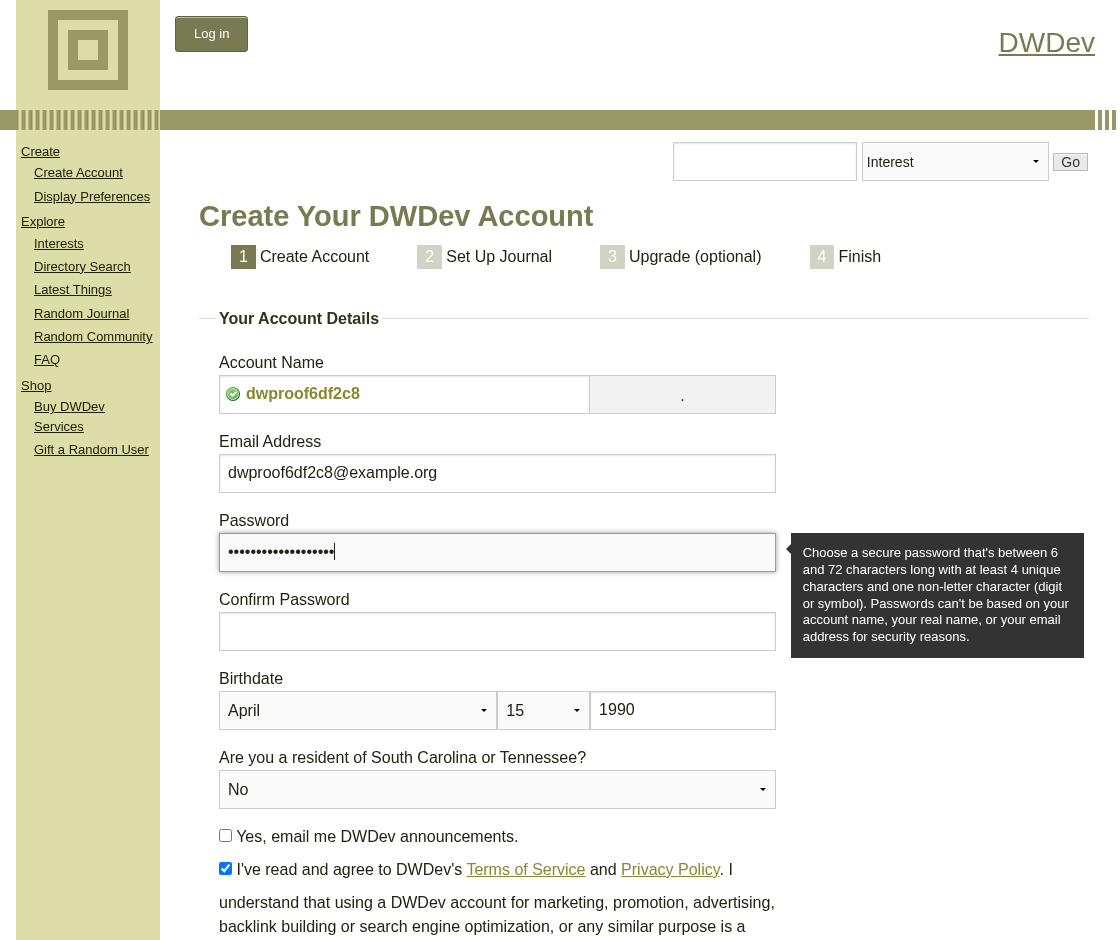 Log in
DWDev
Create
Create Account
Display Preferences
Explore
Interests
Directory Search
Latest Things
Random Journal
Random Community
FAQ
Shop
Buy DWDev
Services
Gift a Random User
Interest
Go
Create Your DWDev Account
1 Create Account 2 Set Up Journal 3 Upgrade (optional) 4 Finish
Your Account Details
Account Name
dwproof6df2c8 .
Email Address
dwproof6df2c8@example.org
Password
•••••••••••••••••••
Choose a secure password that's between 6
and 72 characters long with at least 4 unique
characters and one non-letter character (digit
or symbol). Passwords can't be based on your
account name, your real name, or your email
address for security reasons.
Confirm Password
Birthdate
April 15 1990
Are you a resident of South Carolina or Tennessee?
No
Yes, email me DWDev announcements.
I've read and agree to DWDev's Terms of Service and Privacy Policy. I
understand that using a DWDev account for marketing, promotion, advertising,
backlink building or search engine optimization, or any similar purpose is a